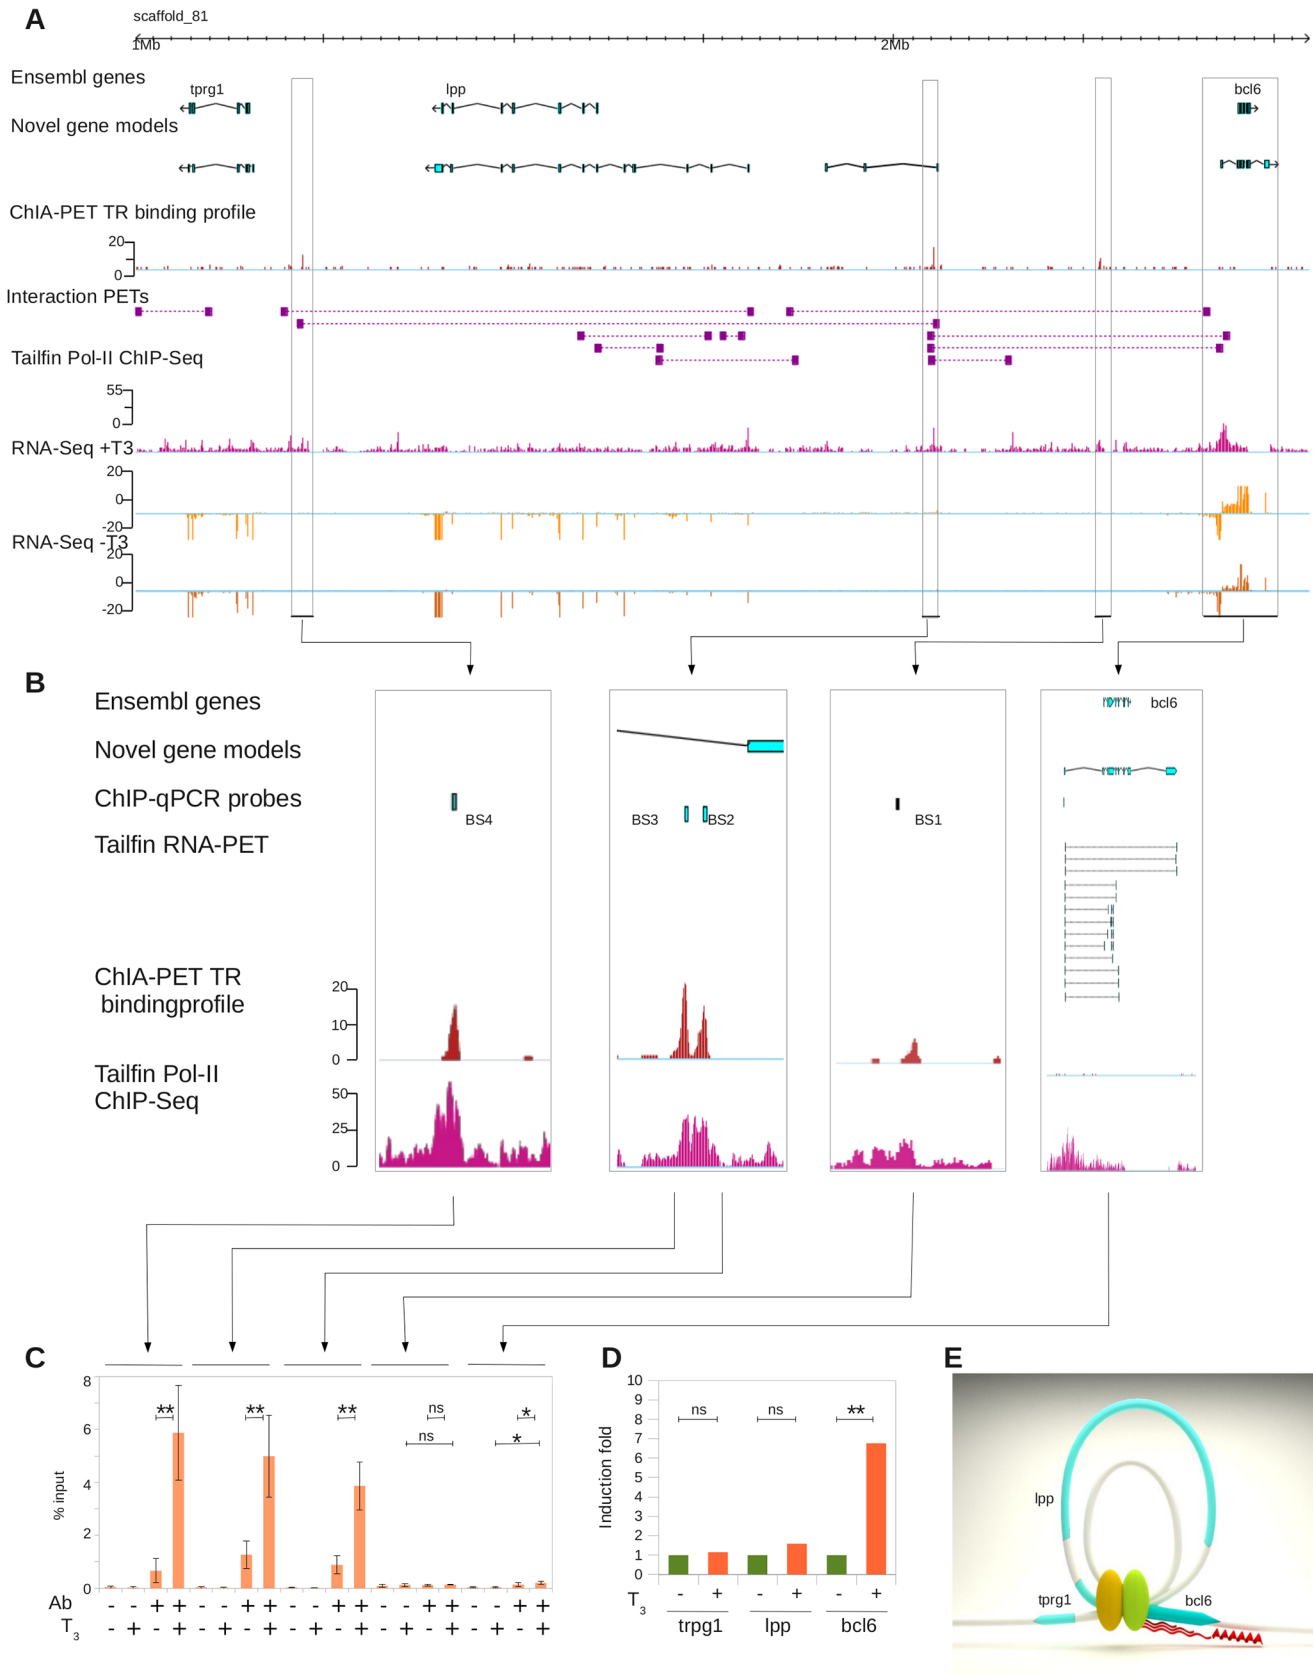 A
scaffold_81
1Mb
2Mb
Ensembl genes
tprg1
lpp
bcl6
Novel gene models
ChIA-PET TR binding profile
20
0
Interaction PETs
Tailfin Pol-II ChIP-Seq
55
0
RNA-Seq +T3
20
0
-20
RNA-Seq -T3
20
0
-20
B
Ensembl genes
bcl6
Novel gene models
ChIP-qPCR probes
BS4
BS3
BS2
BS1
Tailfin RNA-PET
ChIA-PET TR
bindingprofile
20
10
0
Tailfin Pol-II
ChIP-Seq
50
25
0
C
8
6
4
2
0
% input
** ** ** ns * 
ns *
Ab - - + + - - + + - - + + - - + + - - + +
T3 - + - + - + - + - + - + - + - + - + - +
D
10
9
8
7
6
5
4
3
2
1
0
Induction fold
ns ns **
T3 - + - + - +
trpg1 lpp bcl6
E
lpp
tprg1
bcl6